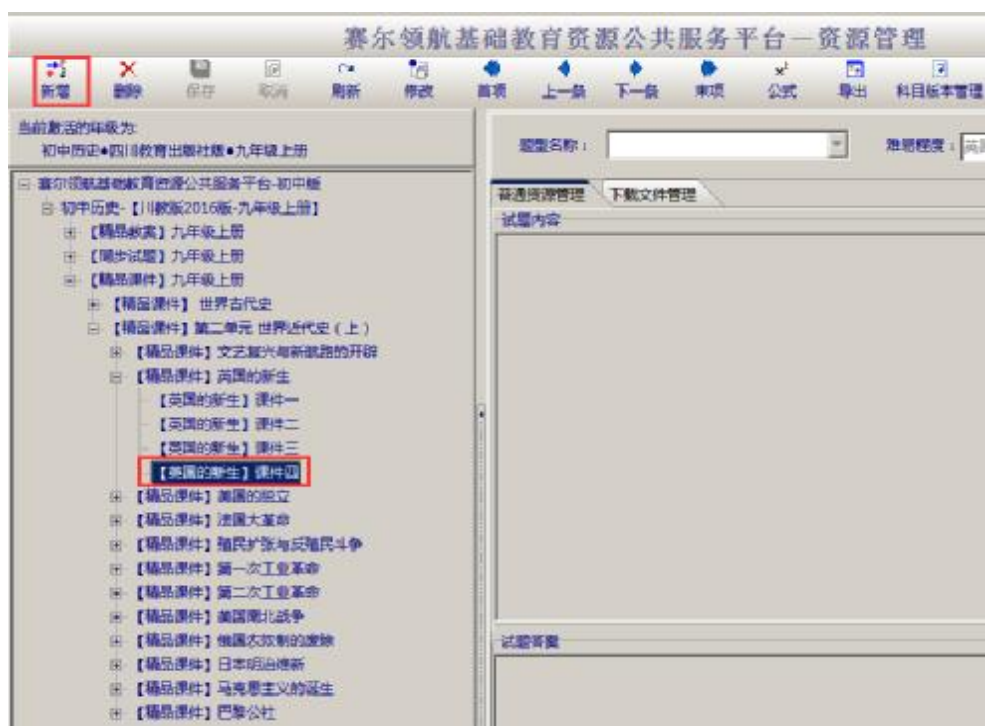 赛尔领航基础教育资源公共服务平台—资源管理
新增 删除 保存 取消 刷新 修改 首项 上一条 下一条 末项 公式 导出 科目版本管理
当前激活的年级为:
初中历史●四川教育出版社版●九年级上册
题型名称: 难易程度:
赛尔领航基础教育资源公共服务平台-初中版
普通资源管理 下载文件管理
初中历史-【川教版2016版-九年级上册】
试题内容
【精品教案】九年级上册
【同步试题】九年级上册
【精品课件】九年级上册
【精品课件】 世界古代史
【精品课件】第二单元 世界近代史(上)
【精品课件】文艺复兴与新航路的开辟
【精品课件】英国的新生
【英国的新生】课件一
【英国的新生】课件二
【英国的新生】课件三
【英国的新生】课件四
【精品课件】美国的独立
【精品课件】法国大革命
【精品课件】殖民扩张与反殖民斗争
【精品课件】第一次工业革命
【精品课件】第二次工业革命
【精品课件】美国南北战争
【精品课件】俄国农奴制的废除
试题答案
【精品课件】日本明治维新
【精品课件】马克思主义的诞生
【精品课件】巴黎公社